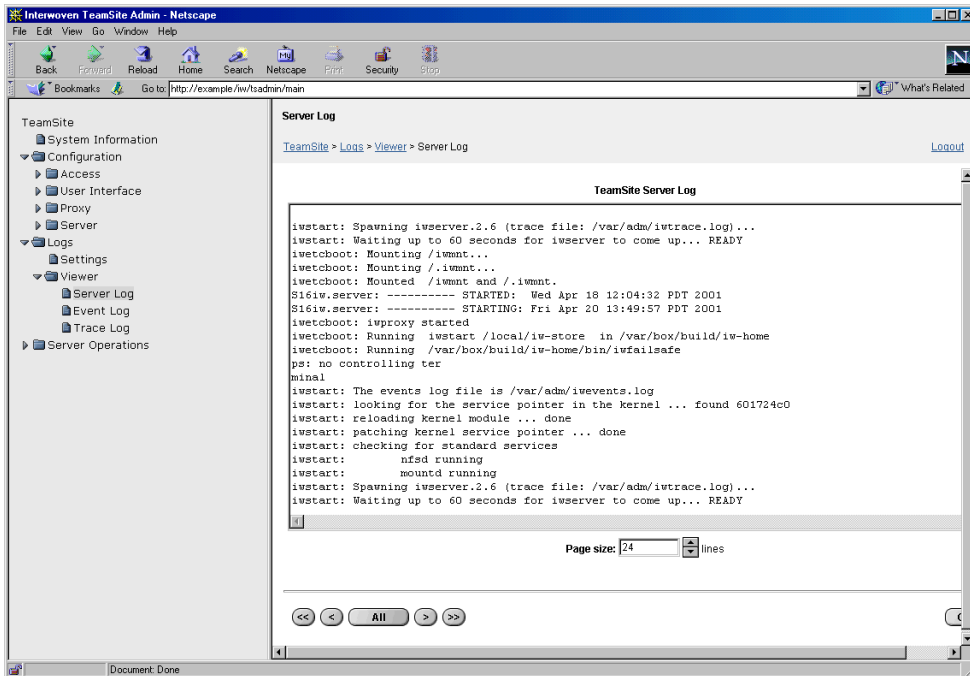 Interwoven TeamSite Admin - Netscape
File Edit View Go Window Help
Back Forward Reload Home Search Netscape Print Security Stop
My
N
Bookmarks Go to: http://example/iw/tsadmin/main What's Related
TeamSite
System Information
Configuration
Access
User Interface
Proxy
Server
Logs
Settings
Viewer
Server Log
Event Log
Trace Log
Server Operations
Server Log
TeamSite > Logs > Viewer > Server Log Logout
TeamSite Server Log
iwstart: Spawning iwserver.2.6 (trace file: /var/adm/iwtrace.log)...
iwstart: Waiting up to 60 seconds for iwserver to come up... READY
iwetcboot: Mounting /iwmnt...
iwetcboot: Mounting /.iwmnt...
iwetcboot: Mounted /iwmnt and /.iwmnt.
S16iw.server: ---------- STARTED: Wed Apr 18 12:04:32 PDT 2001
S16iw.server: ---------- STARTING: Fri Apr 20 13:49:57 PDT 2001
iwetcboot: iwproxy started
iwetcboot: Running iwstart /local/iw-store in /var/box/build/iw-home
iwetcboot: Running /var/box/build/iw-home/bin/iwfailsafe
ps: no controlling ter
minal
iwstart: The events log file is /var/adm/iwevents.log
iwstart: looking for the service pointer in the kernel ... found 601724c0
iwstart: reloading kernel module ... done
iwstart: patching kernel service pointer ... done
iwstart: checking for standard services
iwstart: nfsd running
iwstart: mountd running
iwstart: Spawning iwserver.2.6 (trace file: /var/adm/iwtrace.log)...
iwstart: Waiting up to 60 seconds for iwserver to come up... READY
Page size: 24 lines
<< < All > >>
Document: Done